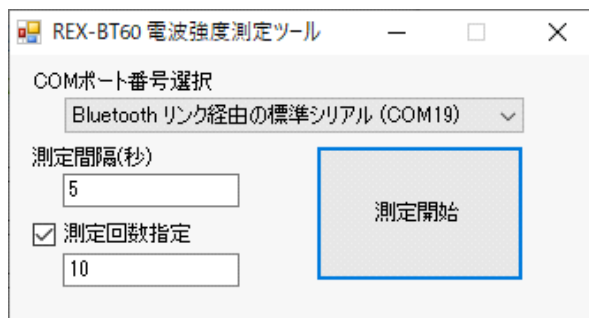 REX-BT60 電波強度測定ツール
COMポート番号選択
Bluetooth リンク経由の標準シリアル (COM19)
測定間隔(秒)
5
測定開始
測定回数指定
10